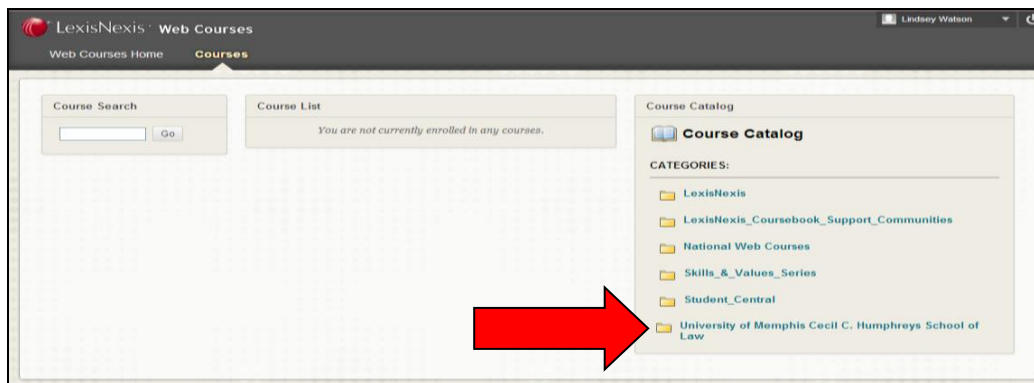 LexisNexis® Web Courses
Lindsey Watson
Web Courses Home Courses
Course Search
Go
Course List
You are not currently enrolled in any courses.
Course Catalog
Course Catalog
CATEGORIES:
LexisNexis
LexisNexis_Coursebook_Support_Communities
National Web Courses
Skills_&_Values_Series
Student_Central
University of Memphis Cecil C. Humphreys School of
Law